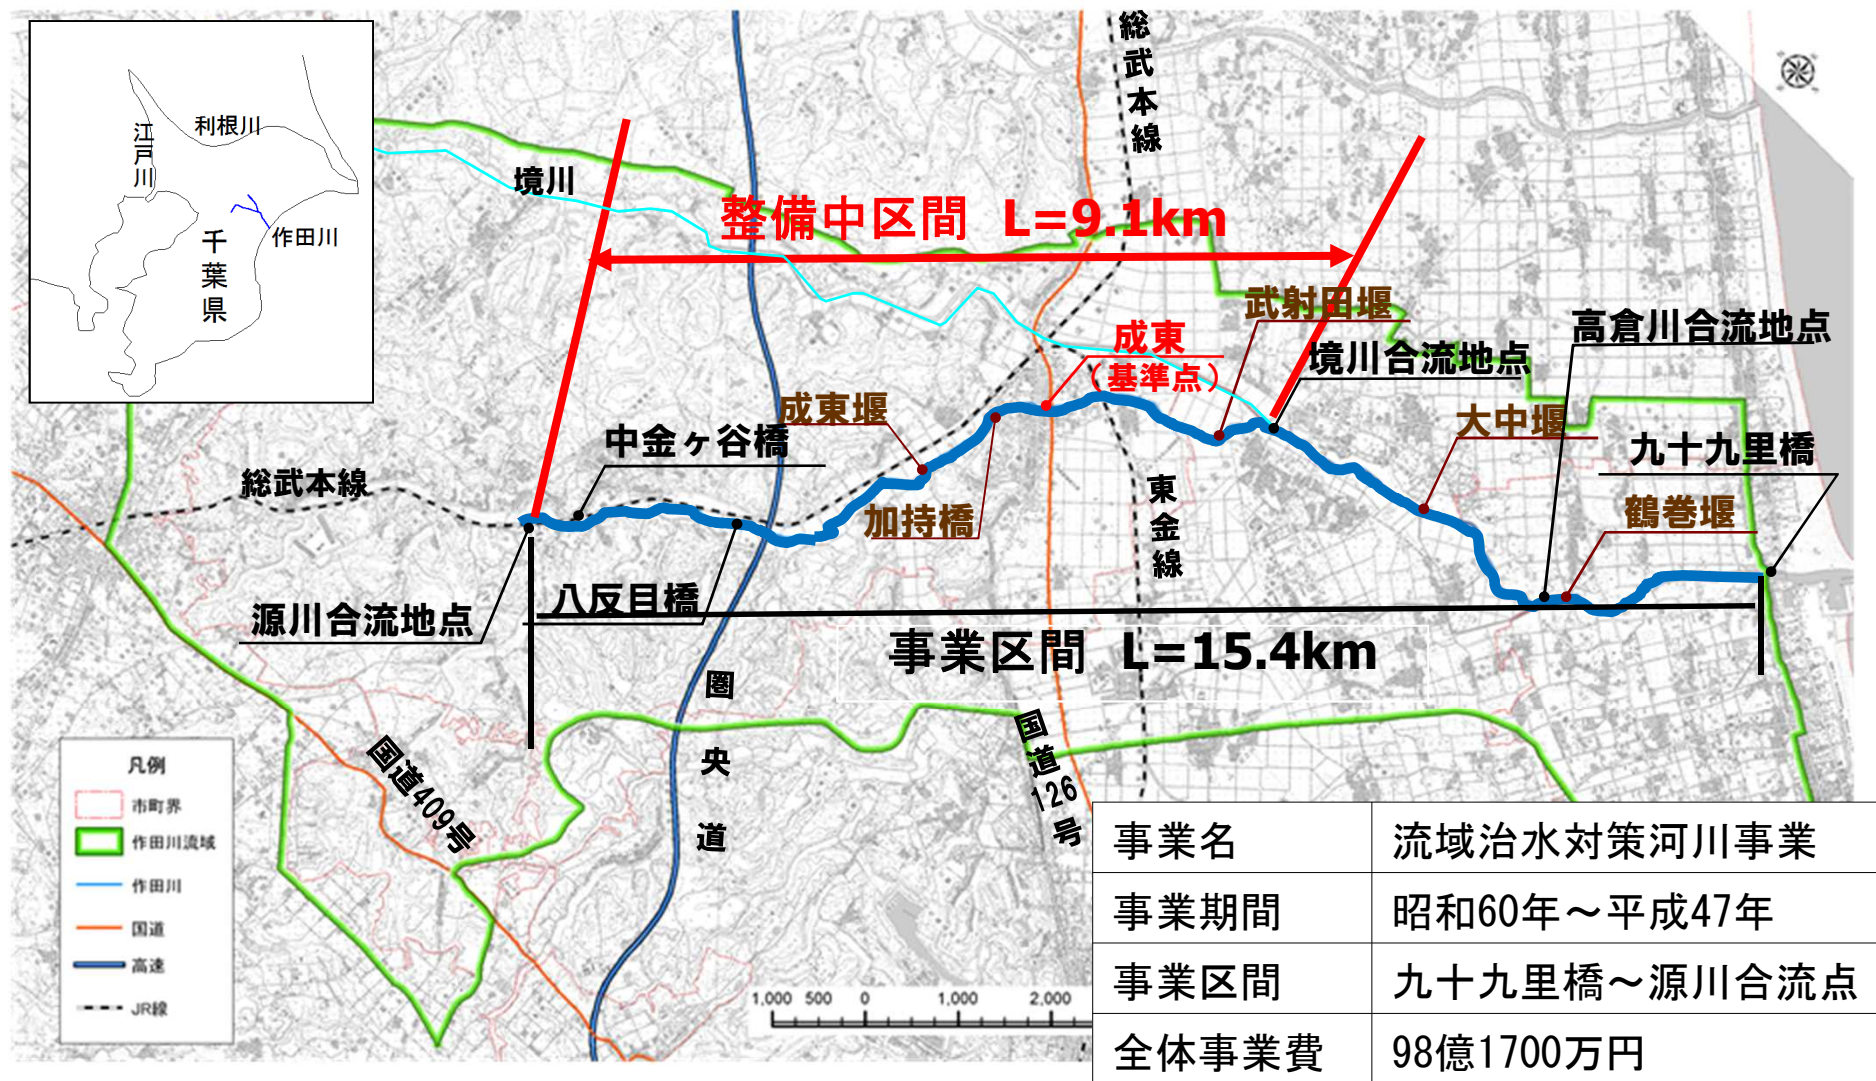 利根川
江戸川
作田川
千葉県
境川
総武本線
整備中区間 L=9.1km
武射田堰
成東
（基準点）
境川合流地点
高倉川合流地点
成東堰
大中堰
中金ヶ谷橋
九十九里橋
総武本線
加持橋
東金線
鶴巻堰
源川合流地点
八反目橋
事業区間 L=15.4km
圏央道
国道126号
国道409号
凡例
市町界
作田川流域
作田川
国道
高速
JR線
1,000 500 0 1,000 2,000
事業名 流域治水対策河川事業
事業期間 昭和60年～平成47年
事業区間 九十九里橋～源川合流点
全体事業費 98億1700万円